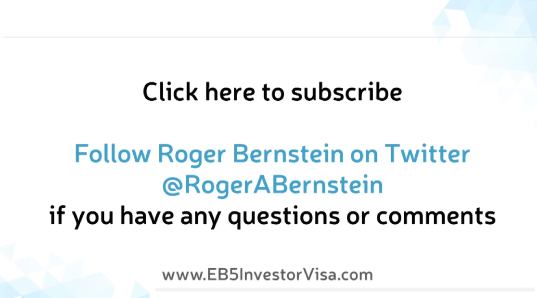 Click here to subscribe
Follow Roger Bernstein on Twitter
@RogerABernstein
if you have any questions or comments
www.EB5InvestorVisa.com